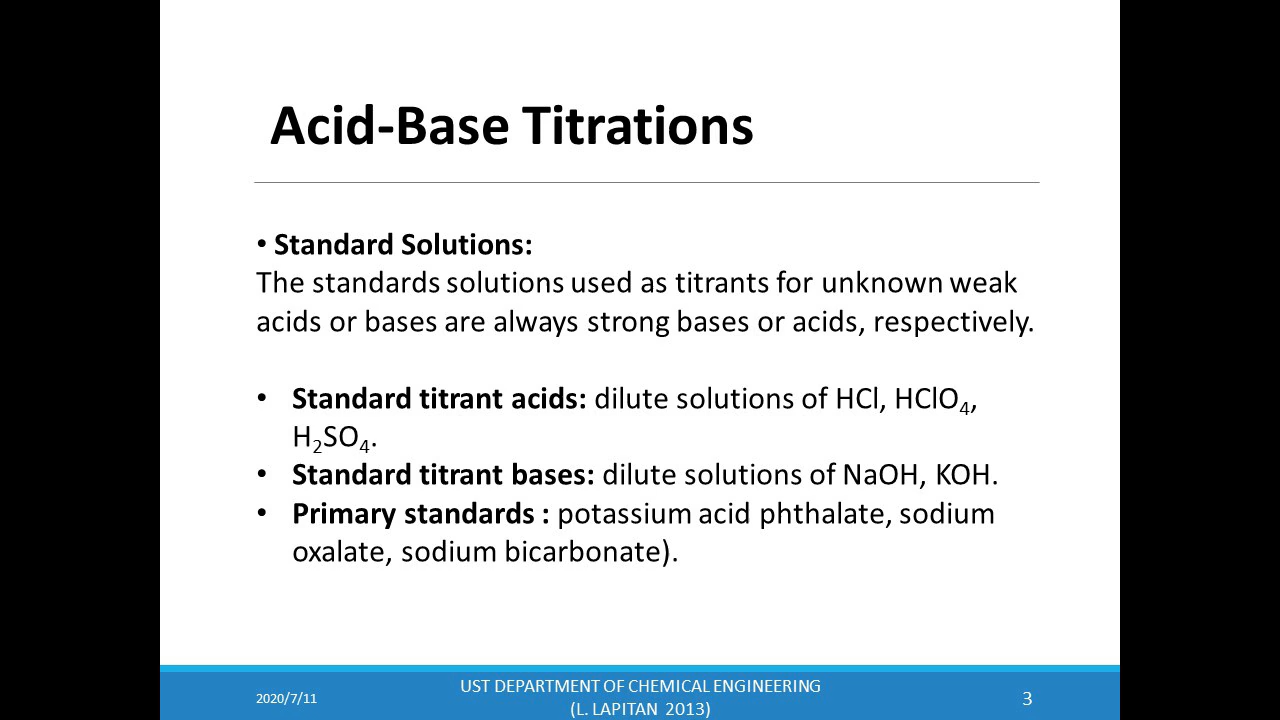 Acid-Base Titrations
• Standard Solutions:
The standards solutions used as titrants for unknown weak
acids or bases are always strong bases or acids, respectively.
• Standard titrant acids: dilute solutions of HCl, HClO₄,
H₂SO₄.
• Standard titrant bases: dilute solutions of NaOH, KOH.
• Primary standards : potassium acid phthalate, sodium
oxalate, sodium bicarbonate).
2020/7/11
UST DEPARTMENT OF CHEMICAL ENGINEERING
(L. LAPITAN 2013)
3